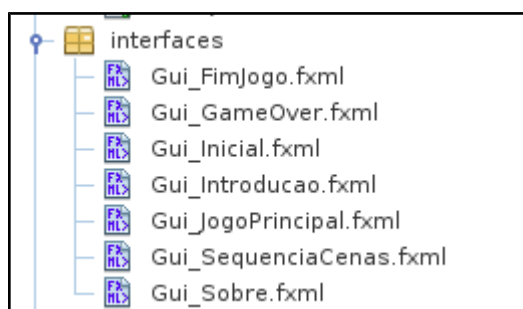 interfaces
Gui_FimJogo.fxml
Gui_GameOver.fxml
Gui_Inicial.fxml
Gui_Introducao.fxml
Gui_JogoPrincipal.fxml
Gui_SequenciaCenas.fxml
Gui_Sobre.fxml